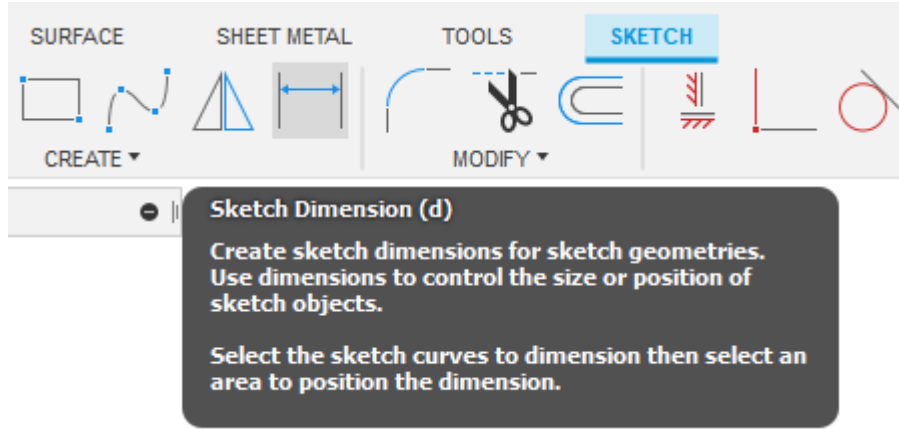 SURFACE SHEET METAL TOOLS SKETCH
CREATE MODIFY
Sketch Dimension (d)
Create sketch dimensions for sketch geometries.
Use dimensions to control the size or position of
sketch objects.
Select the sketch curves to dimension then select an
area to position the dimension.